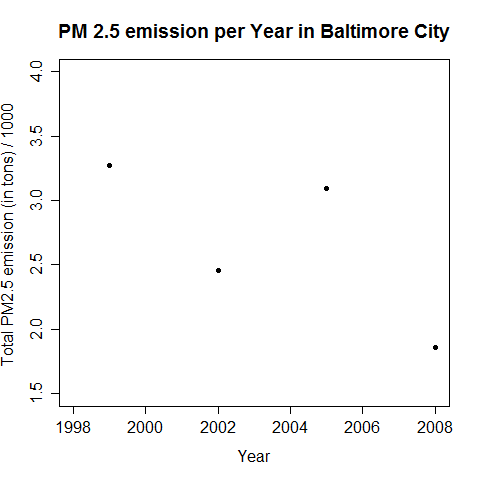 PM 2.5 emission per Year in Baltimore City
Total PM2.5 emission (in tons) / 1000
4.0
3.5
3.0
2.5
2.0
1.5
1998 2000 2002 2004 2006 2008
Year